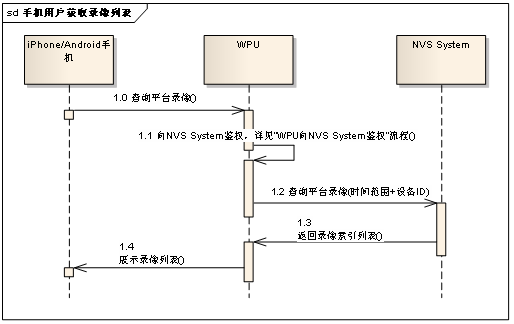 sd 手机用户获收录像列表
iPhone/Android手
机
WPU
NVS System
1.0 查询平台录像()
1.1 向NVS System鉴权，详见"WPU向NVS System鉴权"流程()
1.2 查询平台录像(时间范围+设备ID)
1.3
返回录像索引列表()
1.4
展示录像列表()